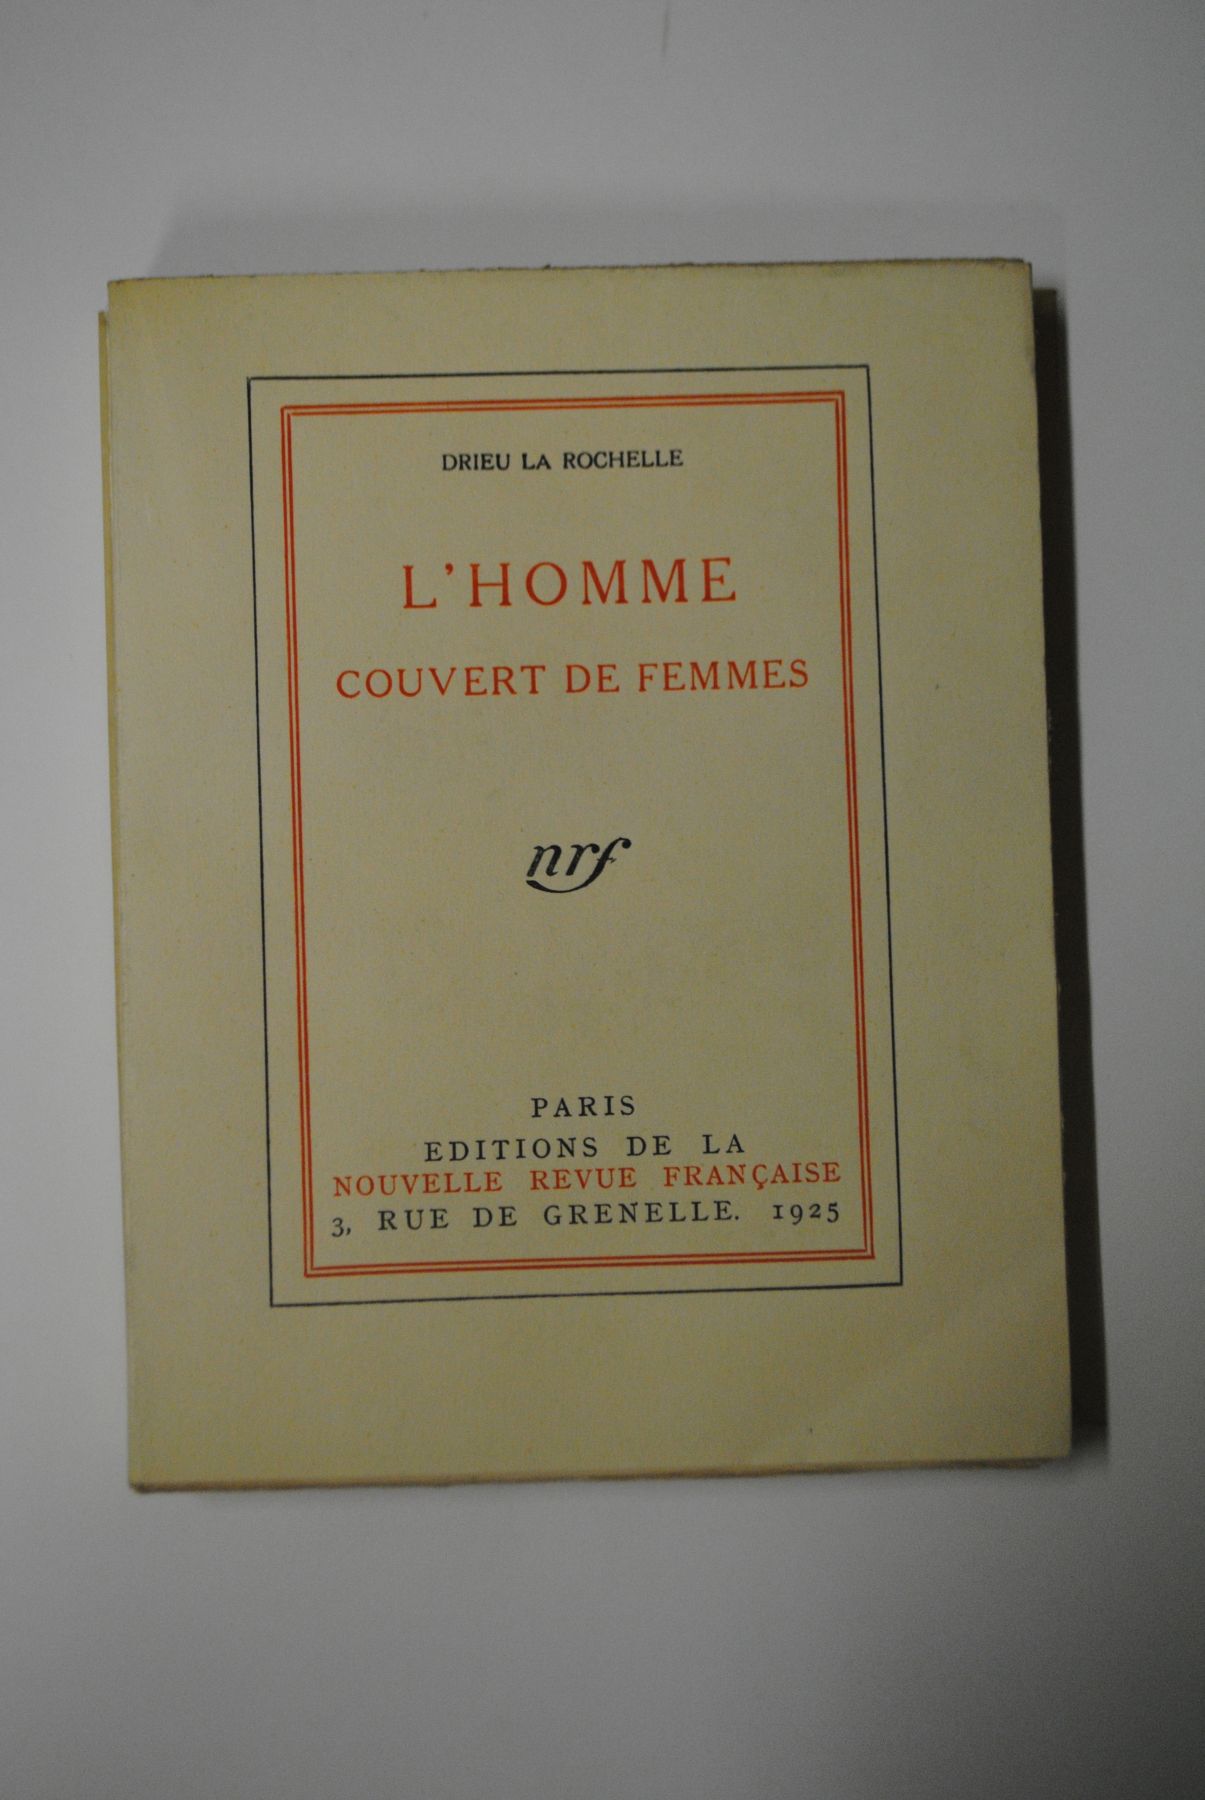 DRIEU LA ROCHELLE
L'HOMME
COUVERT DE FEMMES
nrf
PARIS
EDITIONS DE LA
NOUVELLE REVUE FRANÇAISE
3, RUE DE GRENELLE. 1925